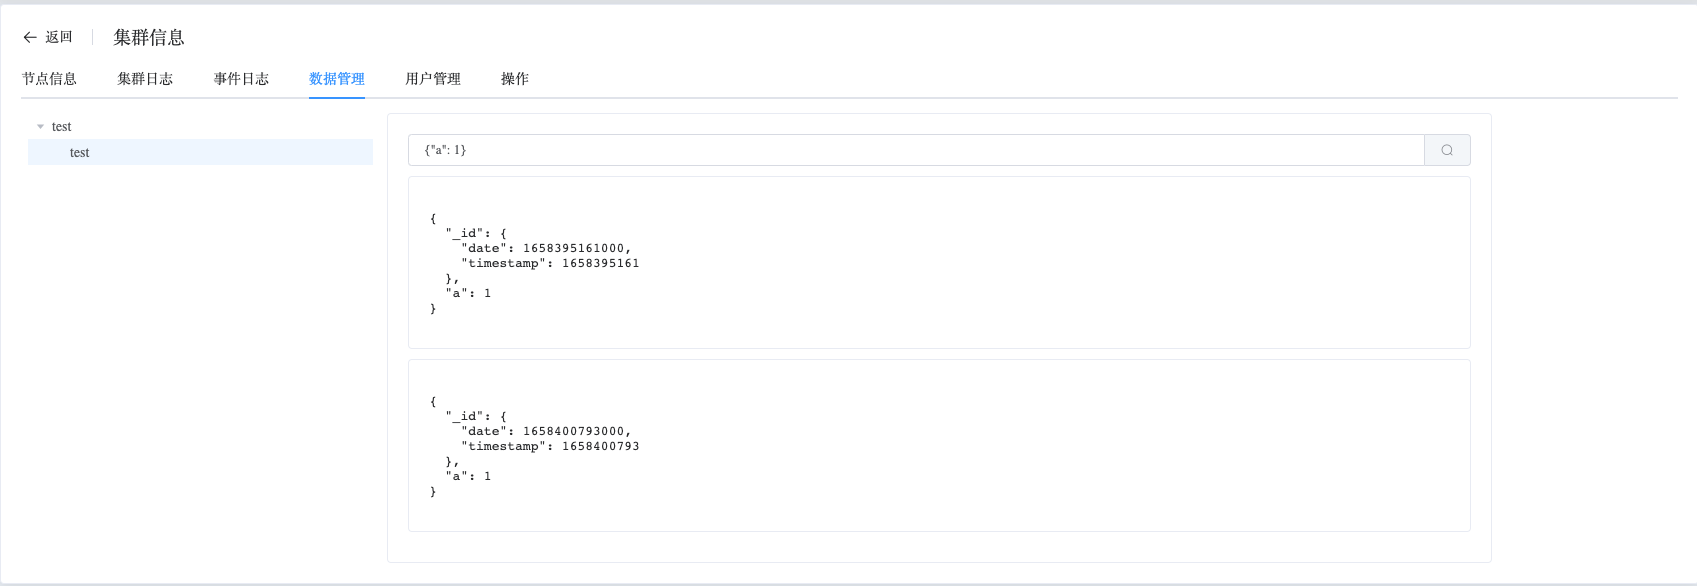 返回 集群信息
节点信息 集群日志 事件日志 数据管理 用户管理 操作
test
test
{"a": 1}
{
  "_id": {
    "date": 1658395161000,
    "timestamp": 1658395161
  },
  "a": 1
}
{
  "_id": {
    "date": 1658400793000,
    "timestamp": 1658400793
  },
  "a": 1
}